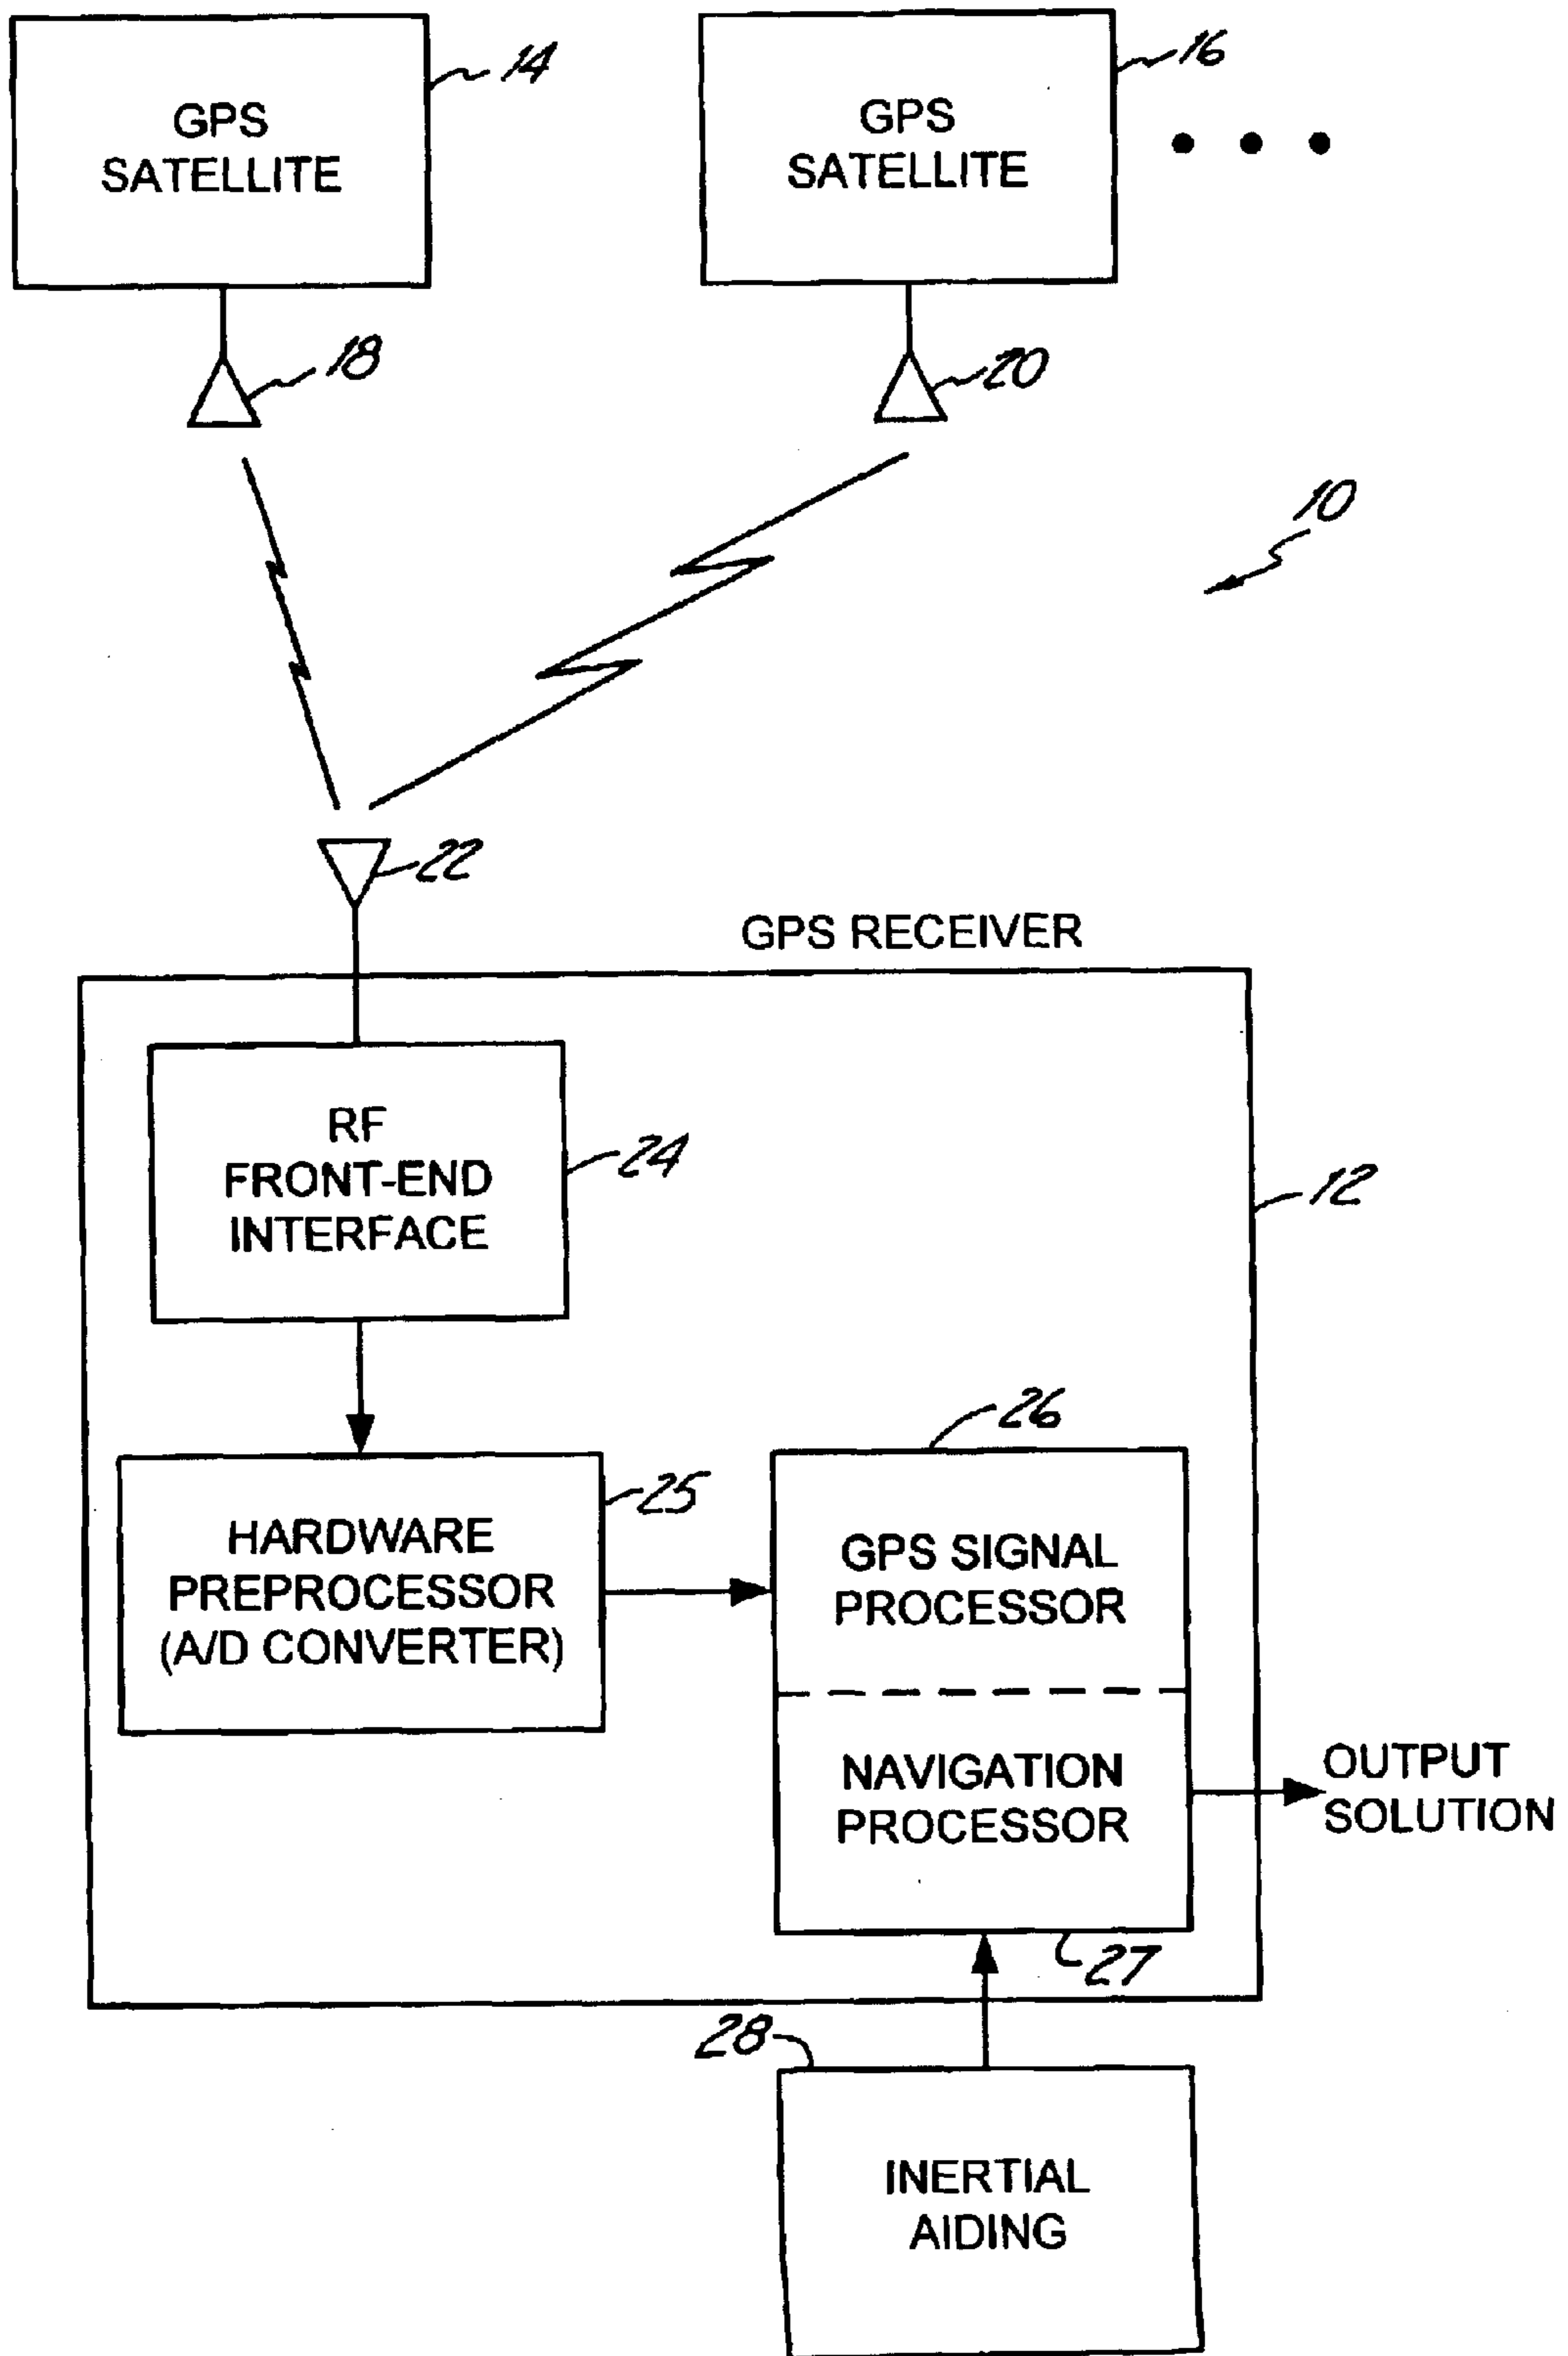 14
16
GPS
SATELLITE
GPS
SATELLITE
18
20
10
22
GPS RECEIVER
RF
FRONT-END
INTERFACE
24
12
26
25
HARDWARE
PREPROCESSOR
(A/D CONVERTER)
GPS SIGNAL
PROCESSOR
NAVIGATION
PROCESSOR
OUTPUT
SOLUTION
27
28
INERTIAL
AIDING